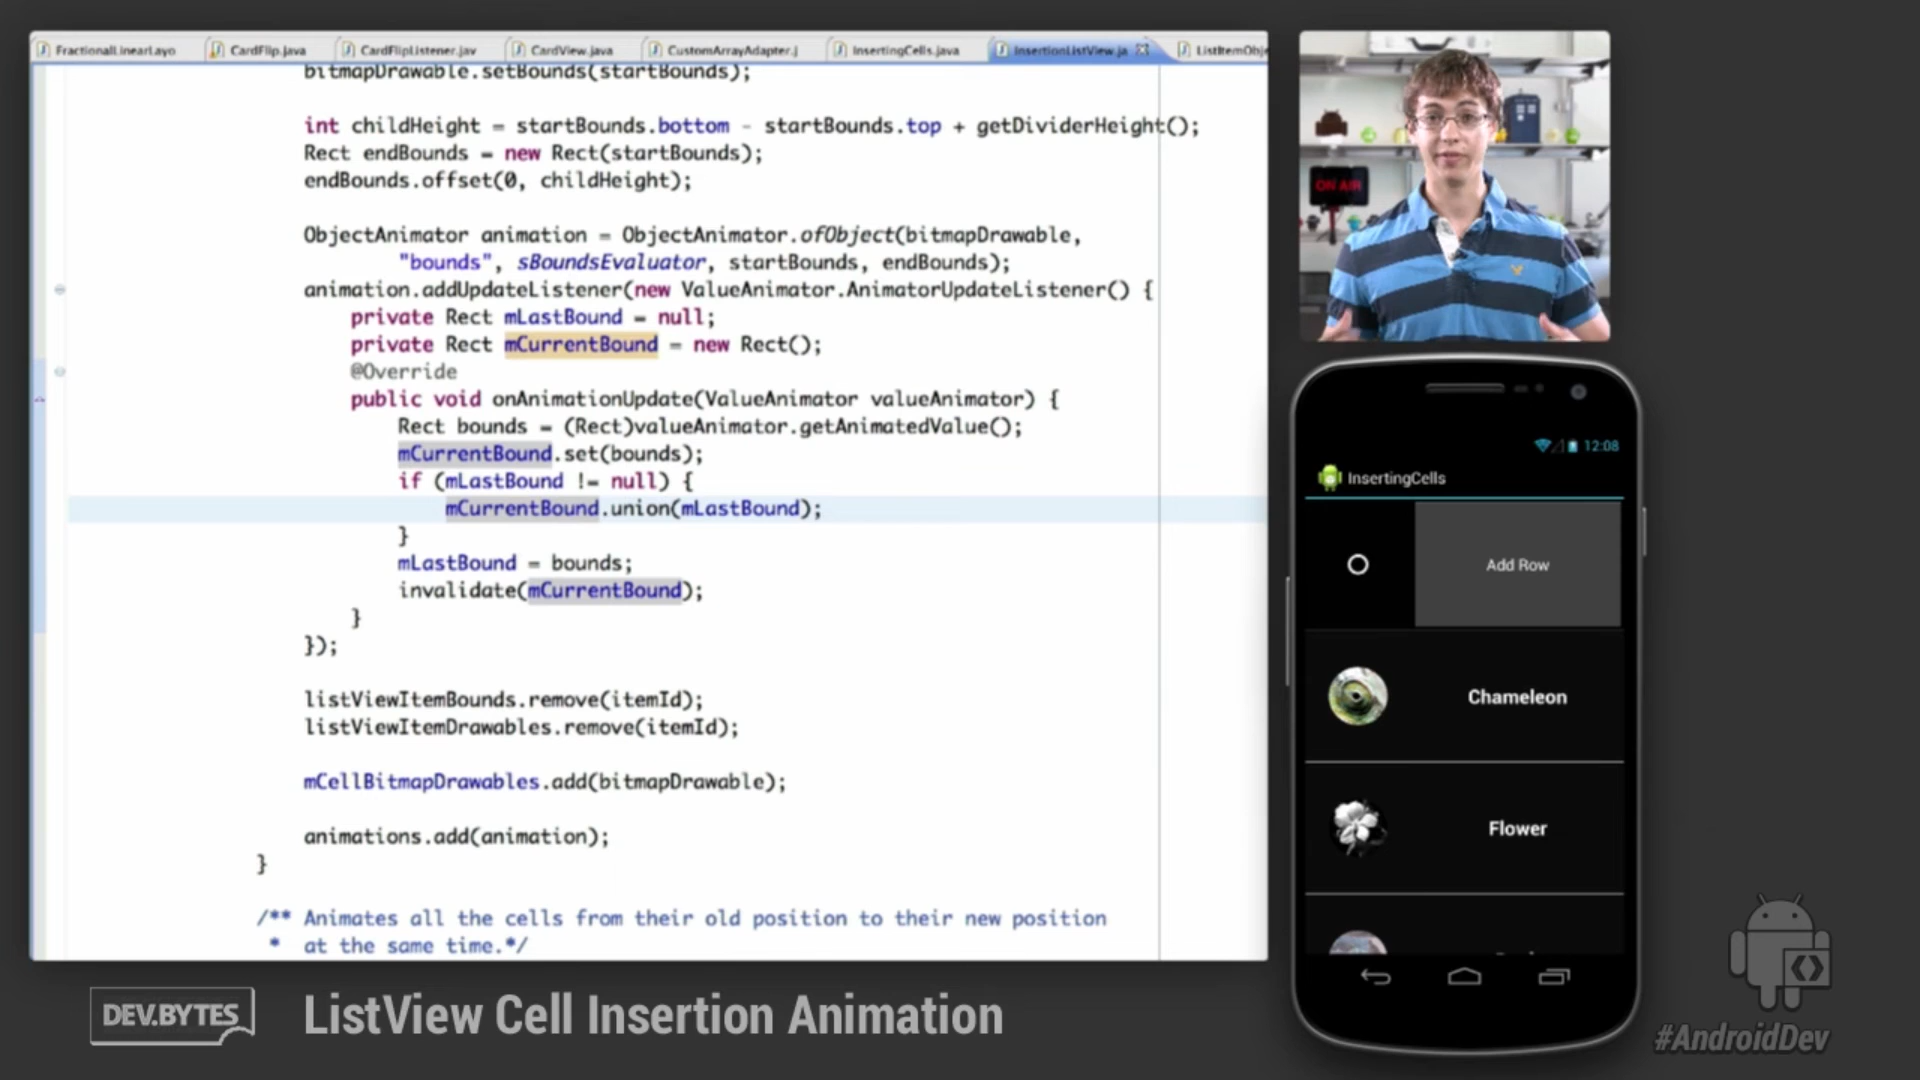 FractionalLinearLayo CardFlip.java CardFlipListener.jav CardView.java CustomArrayAdapter.j InsertingCells.java InsertionListView.ja ListItemObje
bitmapDrawable.setBounds(startBounds);
int childHeight = startBounds.bottom - startBounds.top + getDividerHeight();
Rect endBounds = new Rect(startBounds);
endBounds.offset(0, childHeight);
ObjectAnimator animation = ObjectAnimator.ofObject(bitmapDrawable,
"bounds", sBoundsEvaluator, startBounds, endBounds);
animation.addUpdateListener(new ValueAnimator.AnimatorUpdateListener() {
private Rect mLastBound = null;
private Rect mCurrentBound = new Rect();
@Override
public void onAnimationUpdate(ValueAnimator valueAnimator) {
Rect bounds = (Rect)valueAnimator.getAnimatedValue();
mCurrentBound.set(bounds);
if (mLastBound != null) {
mCurrentBound.union(mLastBound);
}
mLastBound = bounds;
invalidate(mCurrentBound);
}
});
listViewItemBounds.remove(itemId);
listViewItemDrawables.remove(itemId);
mCellBitmapDrawables.add(bitmapDrawable);
animations.add(animation);
}
/** Animates all the cells from their old position to their new position
* at the same time.*/
ON AIR
12:08
InsertingCells
Add Row
Chameleon
Flower
DEV.BYTES
ListView Cell Insertion Animation
#AndroidDev